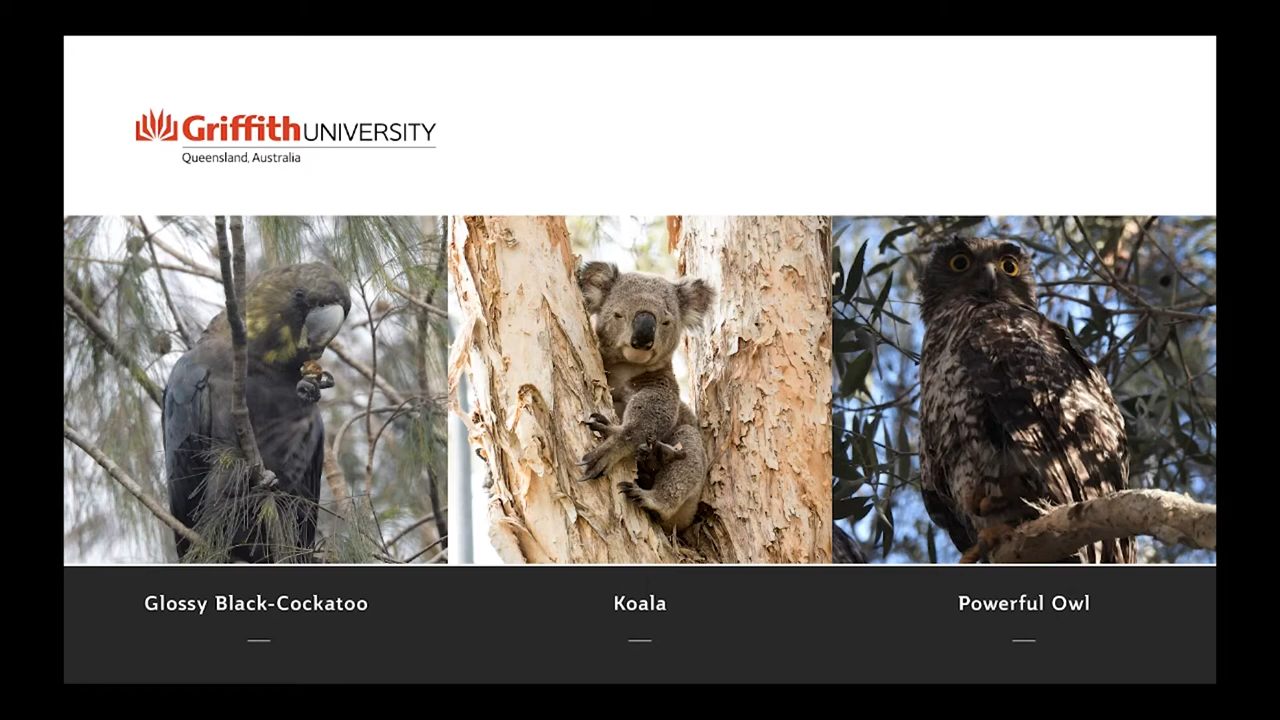 Griffith UNIVERSITY
Queensland, Australia
Glossy Black-Cockatoo
Koala
Powerful Owl